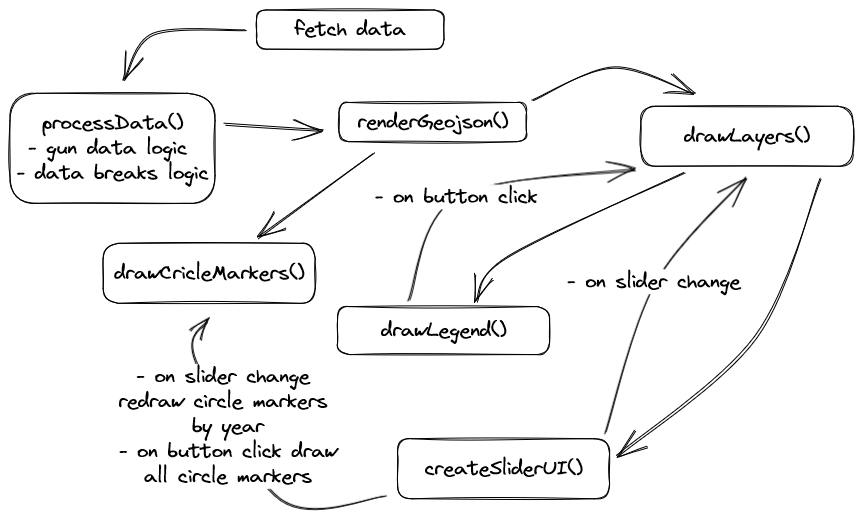 fetch data
processData()
- gun data logic
- data breaks logic
renderGeojson()
drawLayers()
- on button click
drawCricleMarkers()
- on slider change
drawLegend()
- on slider change
redraw circle markers
by year
- on button click draw
all circle markers
createSliderUI()